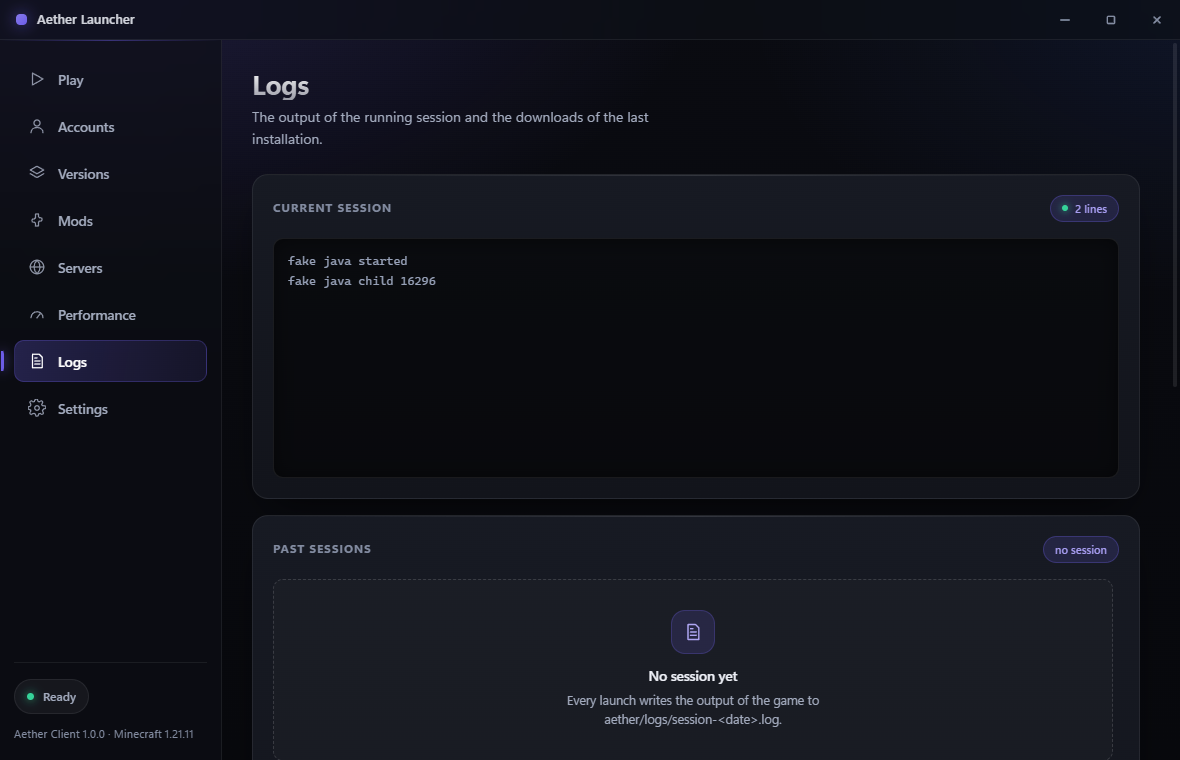 Aether Launcher
Play
Accounts
Versions
Mods
Servers
Performance
Logs
Settings
Ready
Aether Client 1.0.0 · Minecraft 1.21.11
Logs
The output of the running session and the downloads of the last
installation.
CURRENT SESSION
2 lines
fake java started
fake java child 16296
PAST SESSIONS
no session
No session yet
Every launch writes the output of the game to
aether/logs/session-<date>.log.